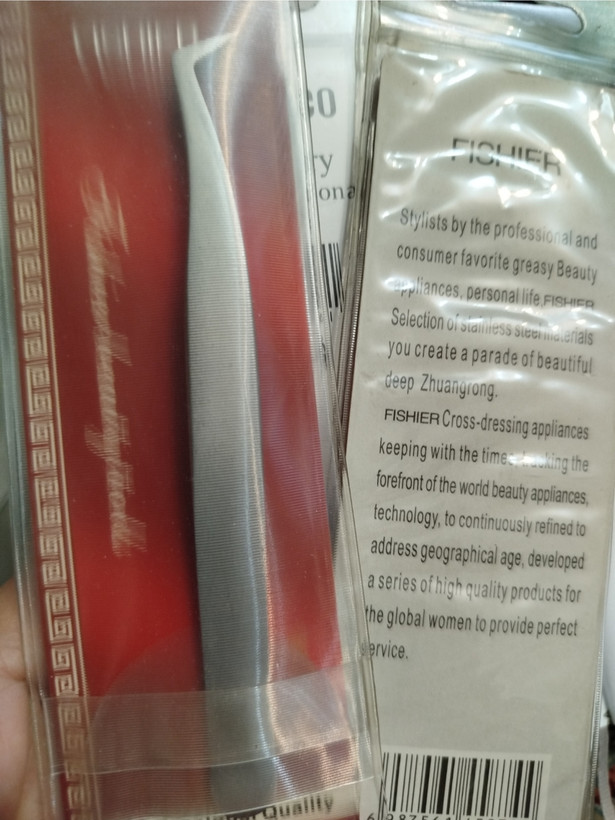 FISHIER
Stylists by the professional and
consumer favorite greasy Beauty
appliances, personal life,FISHIER
Selection of stainless steel materials
you create a parade of beautiful
deep Zhuangrong.
FISHIER Cross-dressing appliances
keeping with the times, tracking the
forefront of the world beauty appliances,
technology, to continuously refined to
address geographical age, developed
a series of high quality products for
the global women to provide perfect
service.
Quality